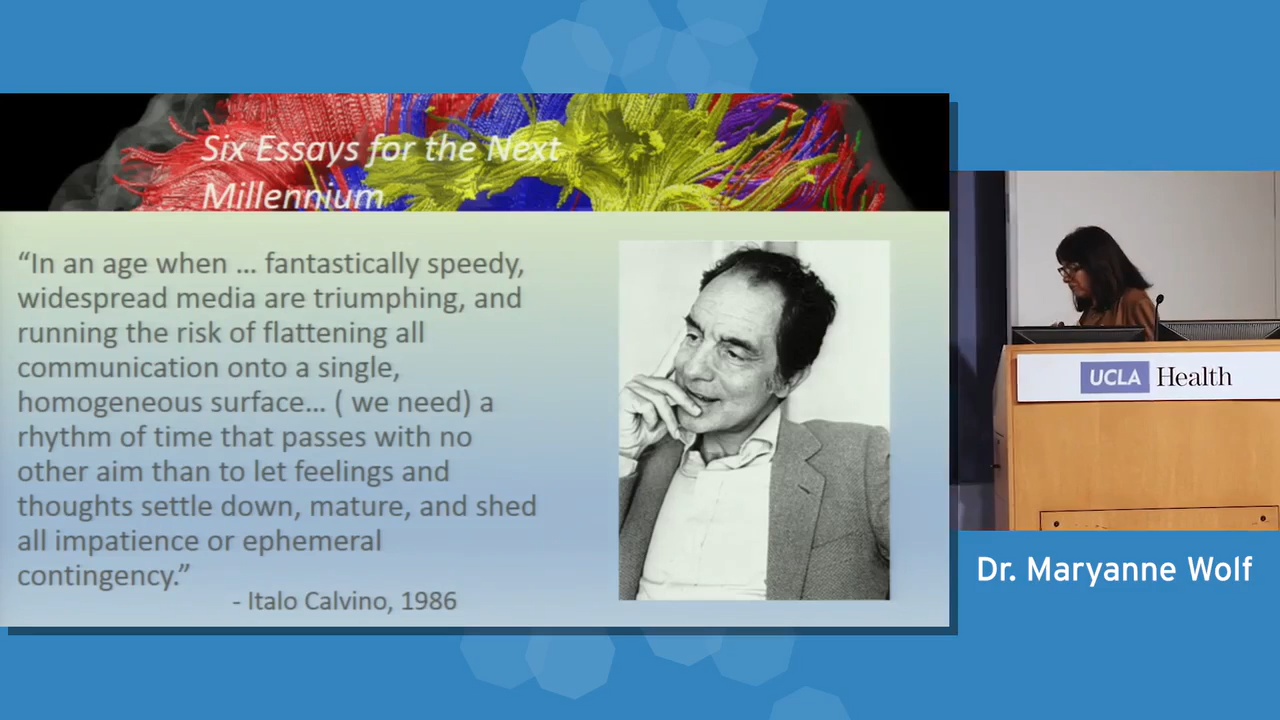 Six Essays for the Next
Millennium
“In an age when ... fantastically speedy,
widespread media are triumphing, and
running the risk of flattening all
communication onto a single,
homogeneous surface... ( we need) a
rhythm of time that passes with no
other aim than to let feelings and
thoughts settle down, mature, and shed
all impatience or ephemeral
contingency.”
- Italo Calvino, 1986
UCLA Health
Dr. Maryanne Wolf